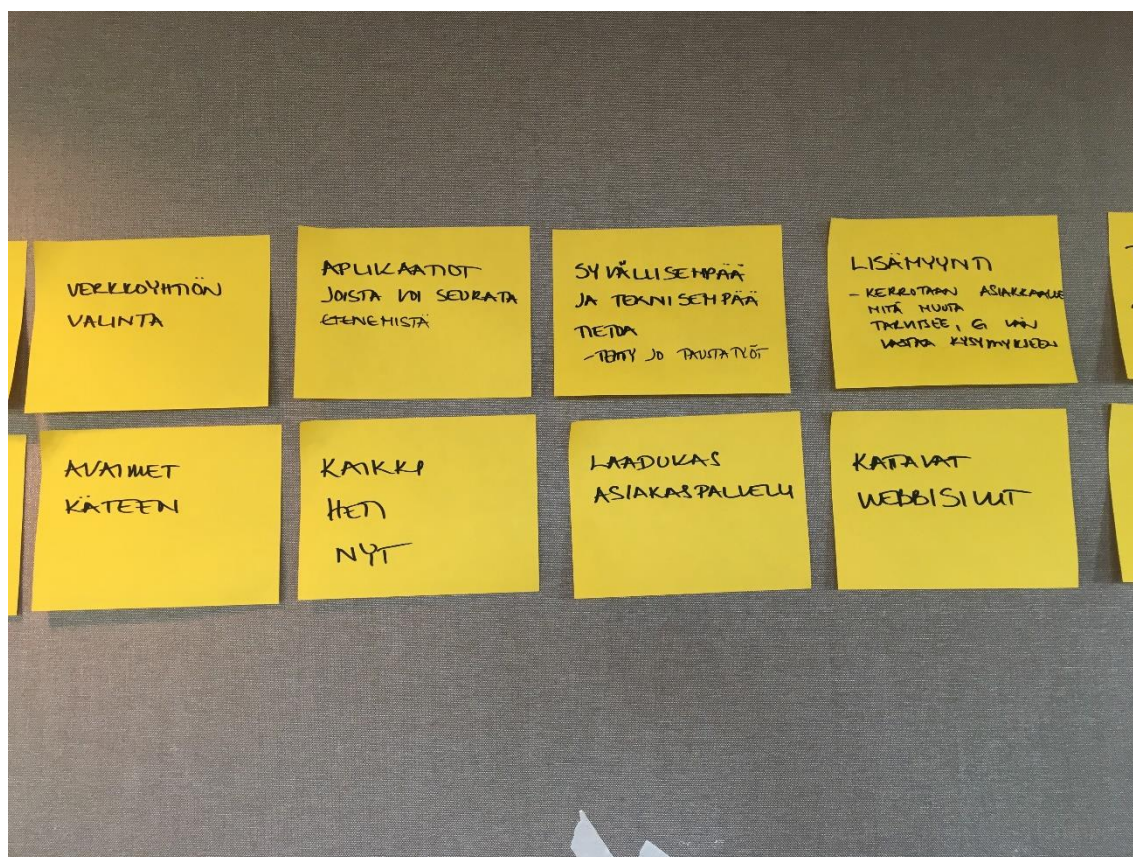 VERKKOYHTIÖN
VALINTA
APLIKAATIOT
JOISTA VOI SEURATA
ETENEMISTÄ
SYVÄLLISEMPÄÄ
JA TEKNISEMPÄÄ
TIETOA
- TEHTY JO TAUSTATYÖT
LISÄMYYNTI
- KERROTAAN ASIAKKAALLE
MITÄ MUUTA
TARVITSEE, EI VAIN
VASTAA KYSYMYKSEEN
AVAIMET
KÄTEEN
KAIKKI
HETI
NYT
LAADUKAS
ASIAKASPALVELU
KATTAVAT
WEBBISIVUT